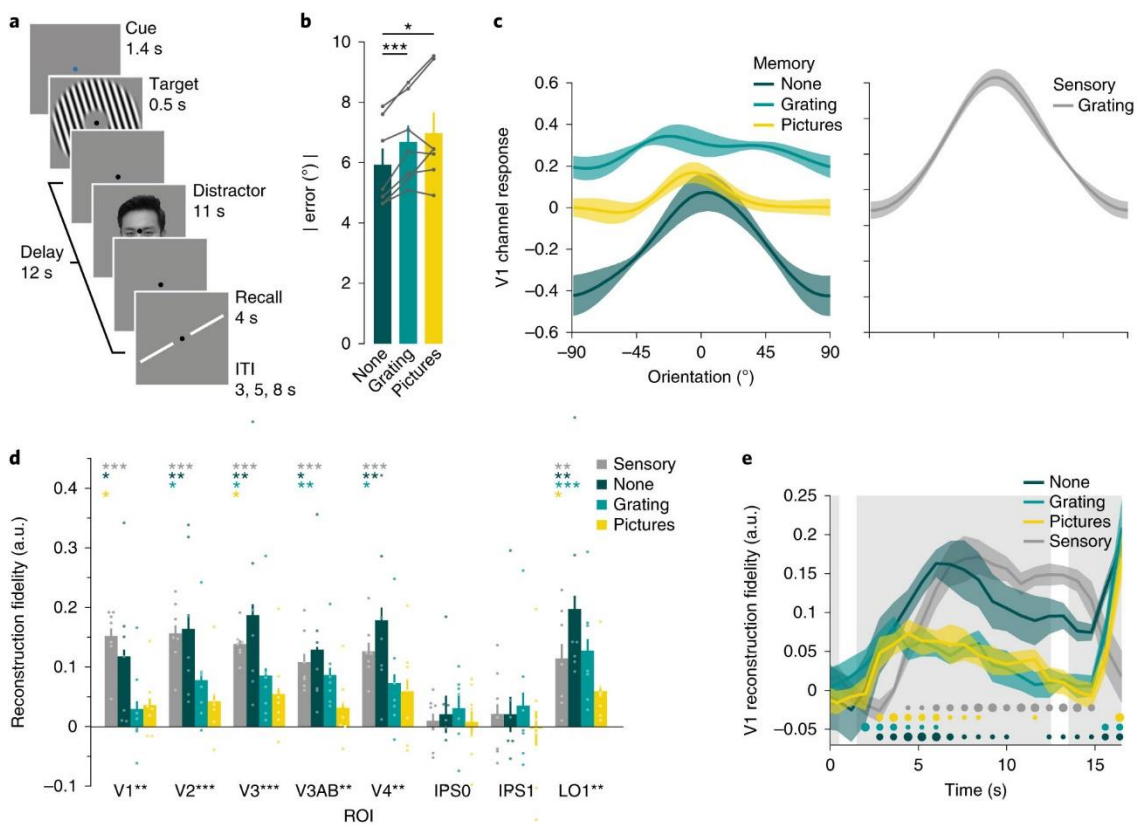 a
Cue
1.4 s
Target
0.5 s
Distractor
11 s
Delay
12 s
Recall
4 s
ITI
3, 5, 8 s
b
*
***
10
8
6
4
2
0
| error (°) |
None
Grating
Pictures
c
Memory
None
Grating
Pictures
0.6
0.4
0.2
0
−0.2
−0.4
−0.6
V1 channel response
−90 −45 0 45 90
Orientation (°)
Sensory
Grating
d
*** *** *** *** *** **
* ** ** * ** **
* * ** * ***
* * *
Sensory
None
Grating
Pictures
0.4
0.3
0.2
0.1
0
−0.1
Reconstruction fidelity (a.u.)
V1** V2*** V3*** V3AB** V4** IPS0 IPS1 LO1**
ROI
e
None
Grating
Pictures
Sensory
0.25
0.20
0.15
0.10
0.05
0
−0.05
V1 reconstruction fidelity (a.u.)
0 5 10 15
Time (s)